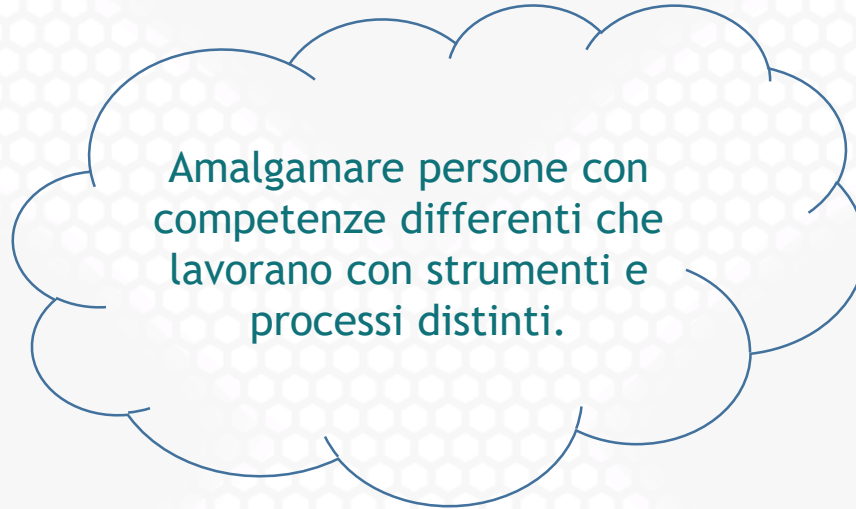 Amalgamare persone con
competenze differenti che
lavorano con strumenti e
processi distinti.